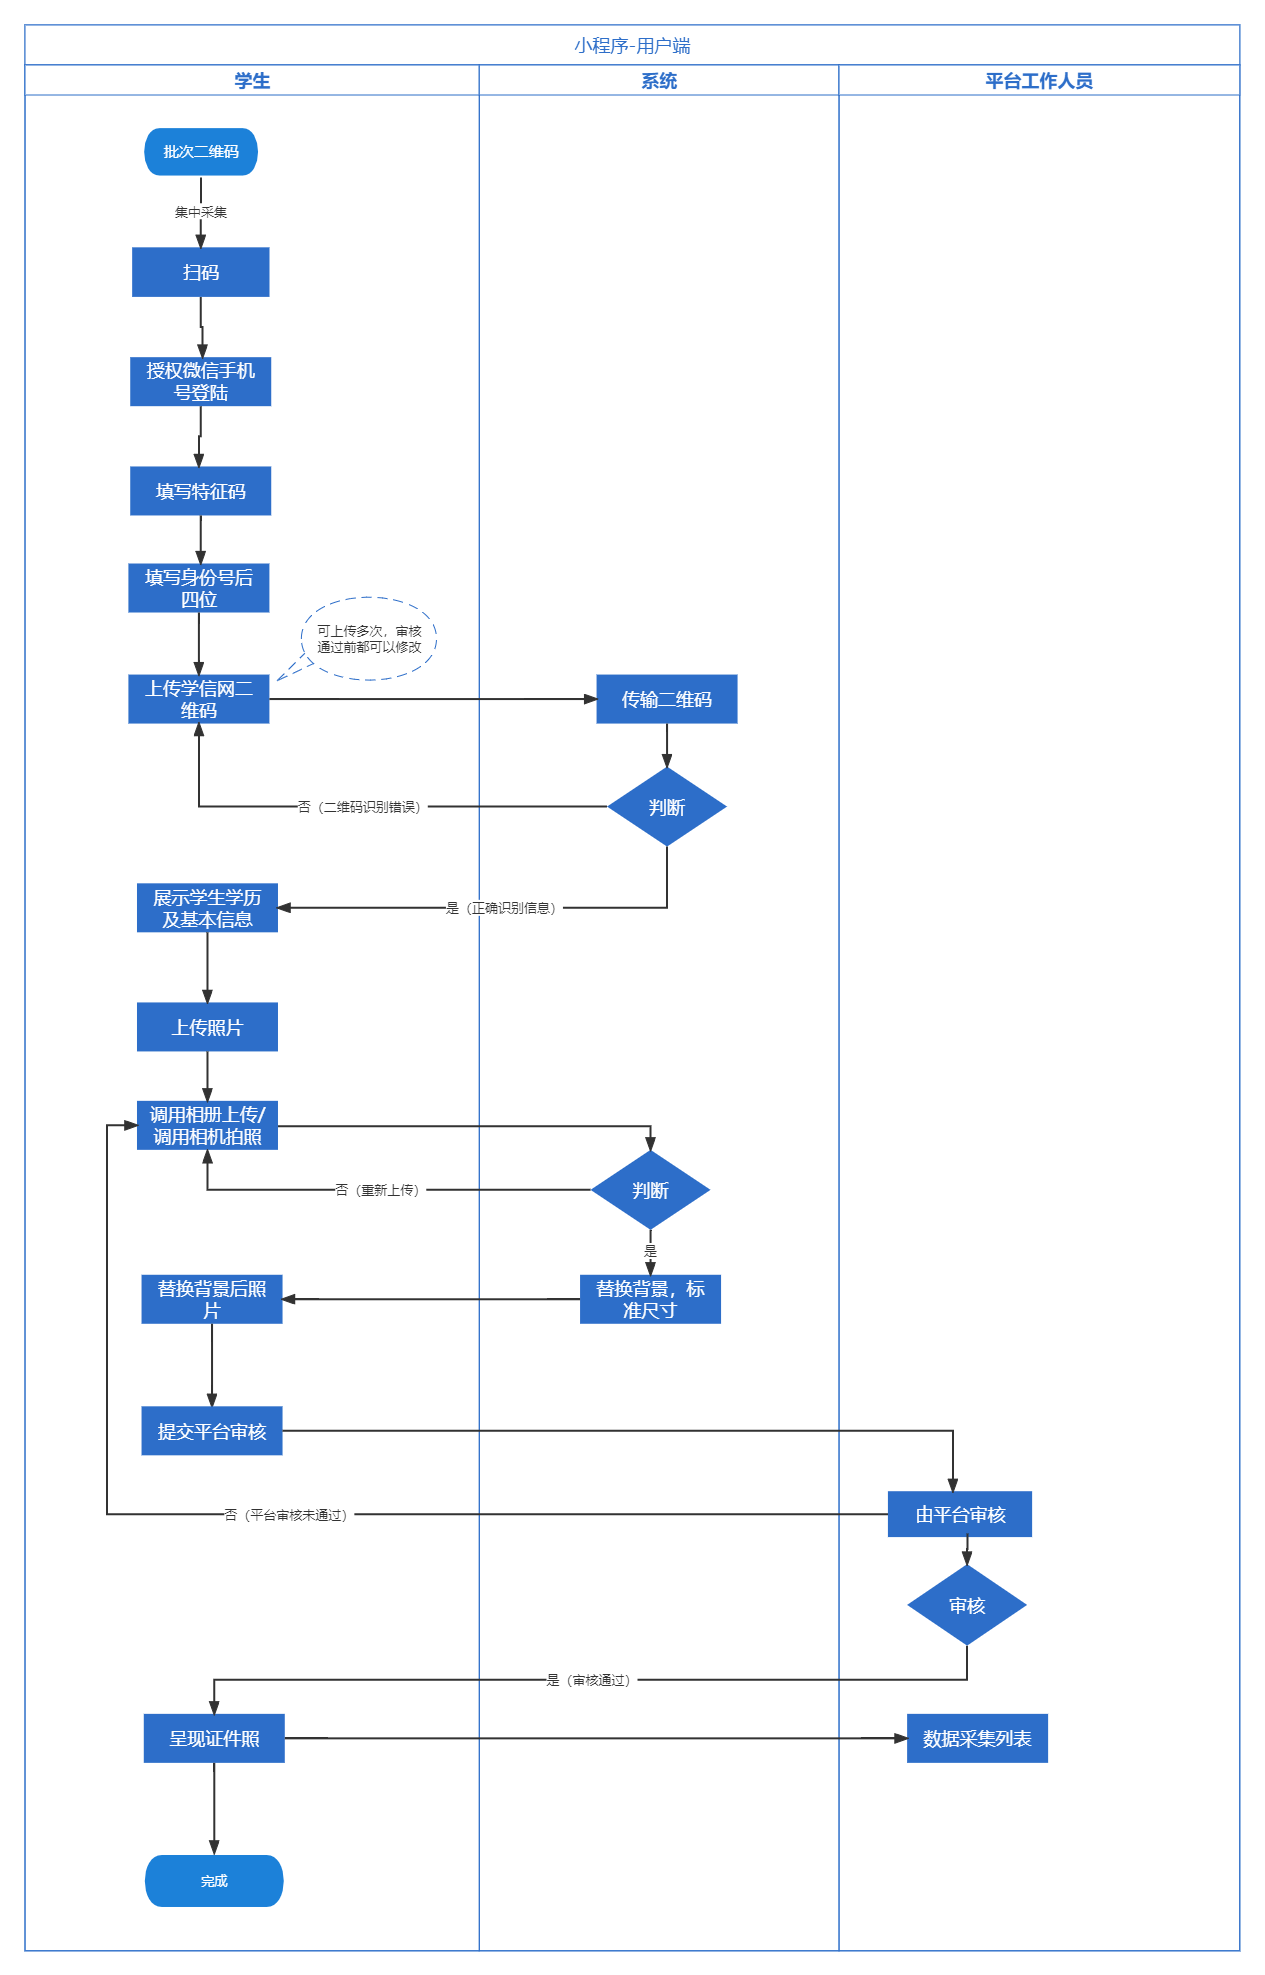 小程序-用户端
学生
系统
平台工作人员
批次二维码
集中采集
扫码
授权微信手机
号登陆
填写特征码
填写身份号后
四位
可上传多次，审核
通过前都可以修改
上传学信网二
维码
传输二维码
判断
否（二维码识别错误）
展示学生学历
及基本信息
是（正确识别信息）
上传照片
调用相册上传/
调用相机拍照
判断
否（重新上传）
是
替换背景后照
片
替换背景，标
准尺寸
提交平台审核
由平台审核
否（平台审核未通过）
审核
是（审核通过）
呈现证件照
数据采集列表
完成